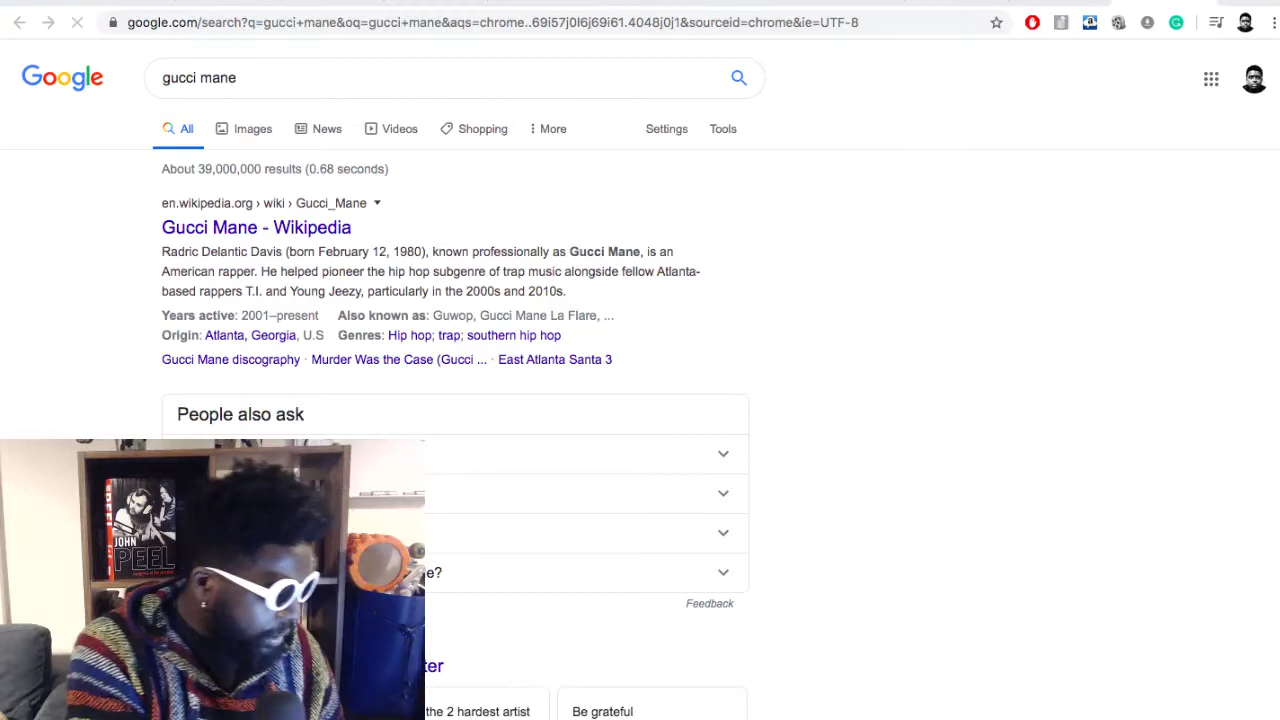 google.com/search?q=gucci+mane&oq=gucci+mane&aqs=chrome..69i57j0l6j69i61.4048j0j1&sourceid=chrome&ie=UTF-8
Google
gucci mane
All Images News Videos Shopping More Settings Tools
About 39,000,000 results (0.68 seconds)
en.wikipedia.org › wiki › Gucci_Mane
Gucci Mane - Wikipedia
Radric Delantic Davis (born February 12, 1980), known professionally as Gucci Mane, is an
American rapper. He helped pioneer the hip hop subgenre of trap music alongside fellow Atlanta-
based rappers T.I. and Young Jeezy, particularly in the 2000s and 2010s.
Years active: 2001–present Also known as: Guwop, Gucci Mane La Flare, ...
Origin: Atlanta, Georgia, U.S Genres: Hip hop; trap; southern hip hop
Gucci Mane discography · Murder Was the Case (Gucci ... · East Atlanta Santa 3
People also ask
e?
Feedback
ter
the 2 hardest artist
Be grateful
JOHN
PEEL